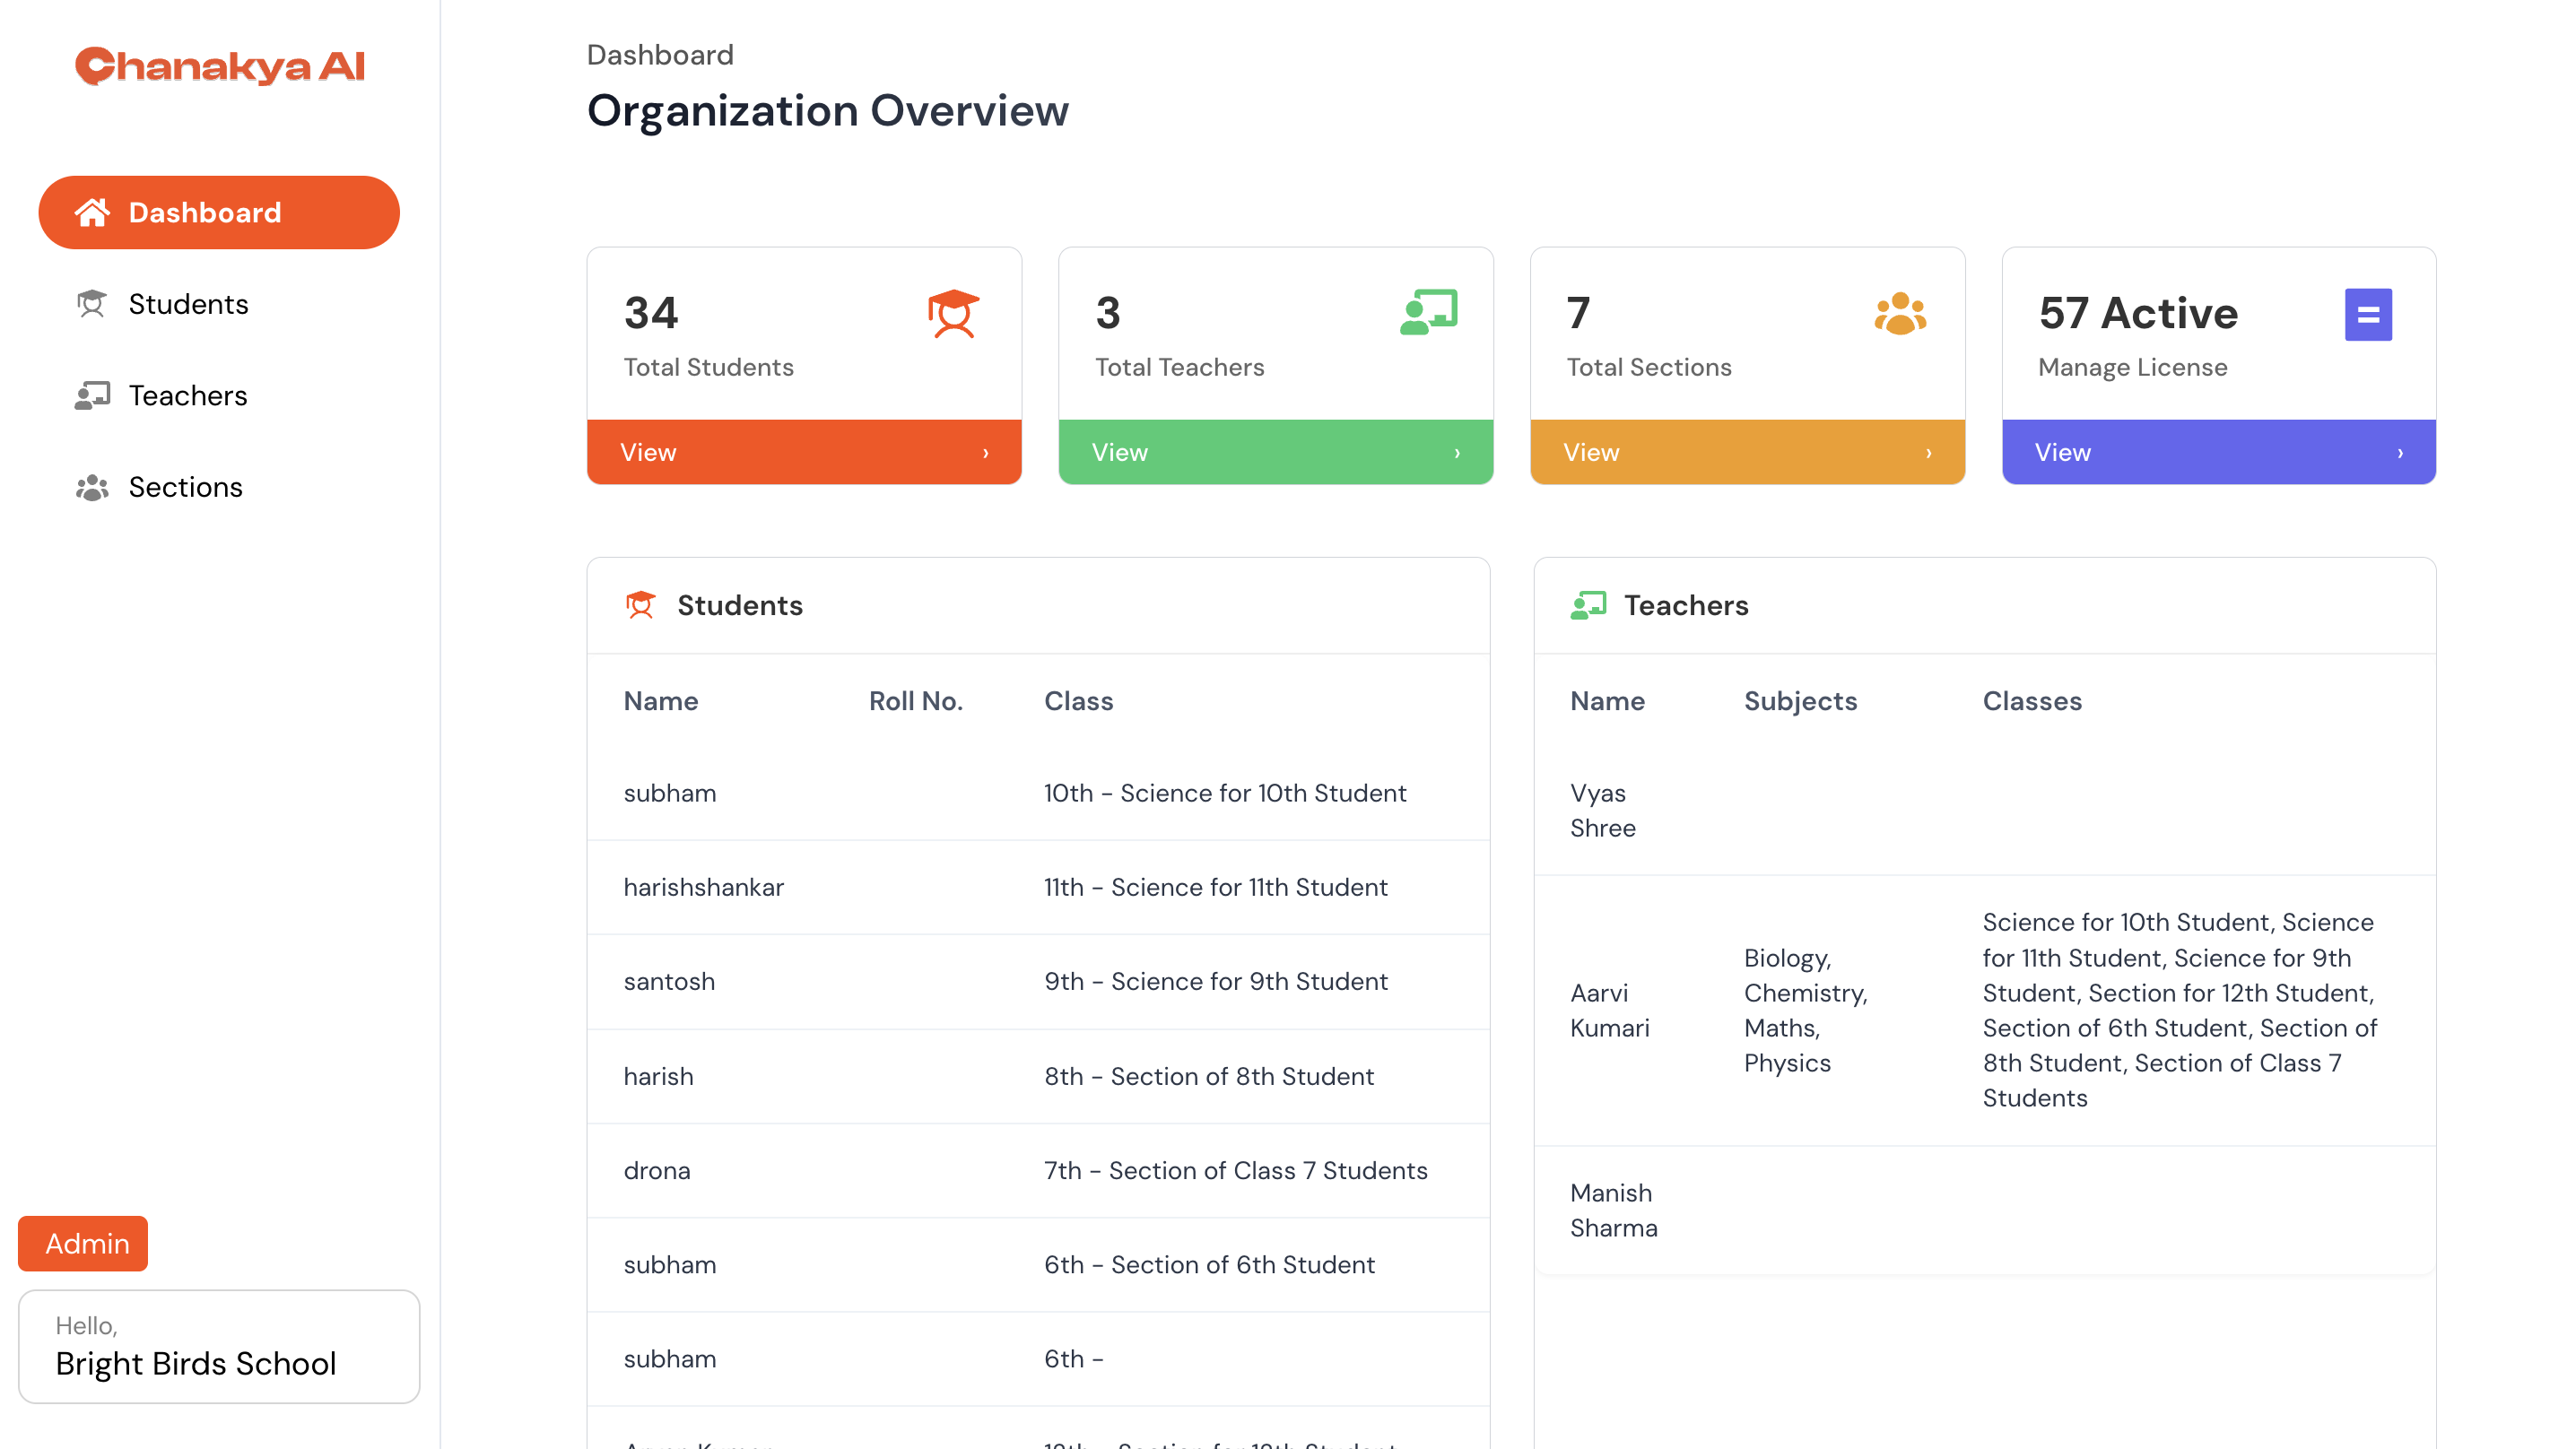 Chanakya AI
Dashboard
Students
Teachers
Sections
Admin
Hello,
Bright Birds School
Dashboard
Organization Overview
34
Total Students
View
3
Total Teachers
View
7
Total Sections
View
57 Active
Manage License
View
Students
Name Roll No. Class
subham 10th - Science for 10th Student
harishshankar 11th - Science for 11th Student
santosh 9th - Science for 9th Student
harish 8th - Section of 8th Student
drona 7th - Section of Class 7 Students
subham 6th - Section of 6th Student
subham 6th -
Teachers
Name Subjects Classes
Vyas
Shree
Aarvi
Kumari
Biology,
Chemistry,
Maths,
Physics
Science for 10th Student, Science
for 11th Student, Science for 9th
Student, Section for 12th Student,
Section of 6th Student, Section of
8th Student, Section of Class 7
Students
Manish
Sharma